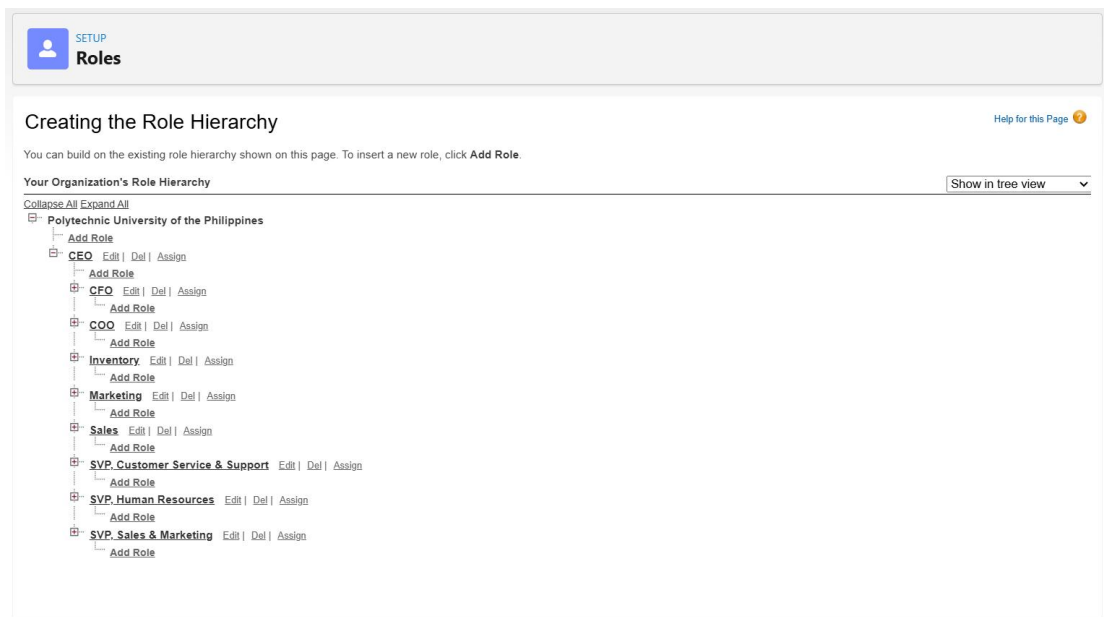 SETUP
Roles
Creating the Role Hierarchy
Help for this Page
You can build on the existing role hierarchy shown on this page. To insert a new role, click Add Role.
Your Organization's Role Hierarchy
Show in tree view
Collapse All Expand All
Polytechnic University of the Philippines
Add Role
CEO Edit | Del | Assign
Add Role
CFO Edit | Del | Assign
Add Role
COO Edit | Del | Assign
Add Role
Inventory Edit | Del | Assign
Add Role
Marketing Edit | Del | Assign
Add Role
Sales Edit | Del | Assign
Add Role
SVP, Customer Service & Support Edit | Del | Assign
Add Role
SVP, Human Resources Edit | Del | Assign
Add Role
SVP, Sales & Marketing Edit | Del | Assign
Add Role